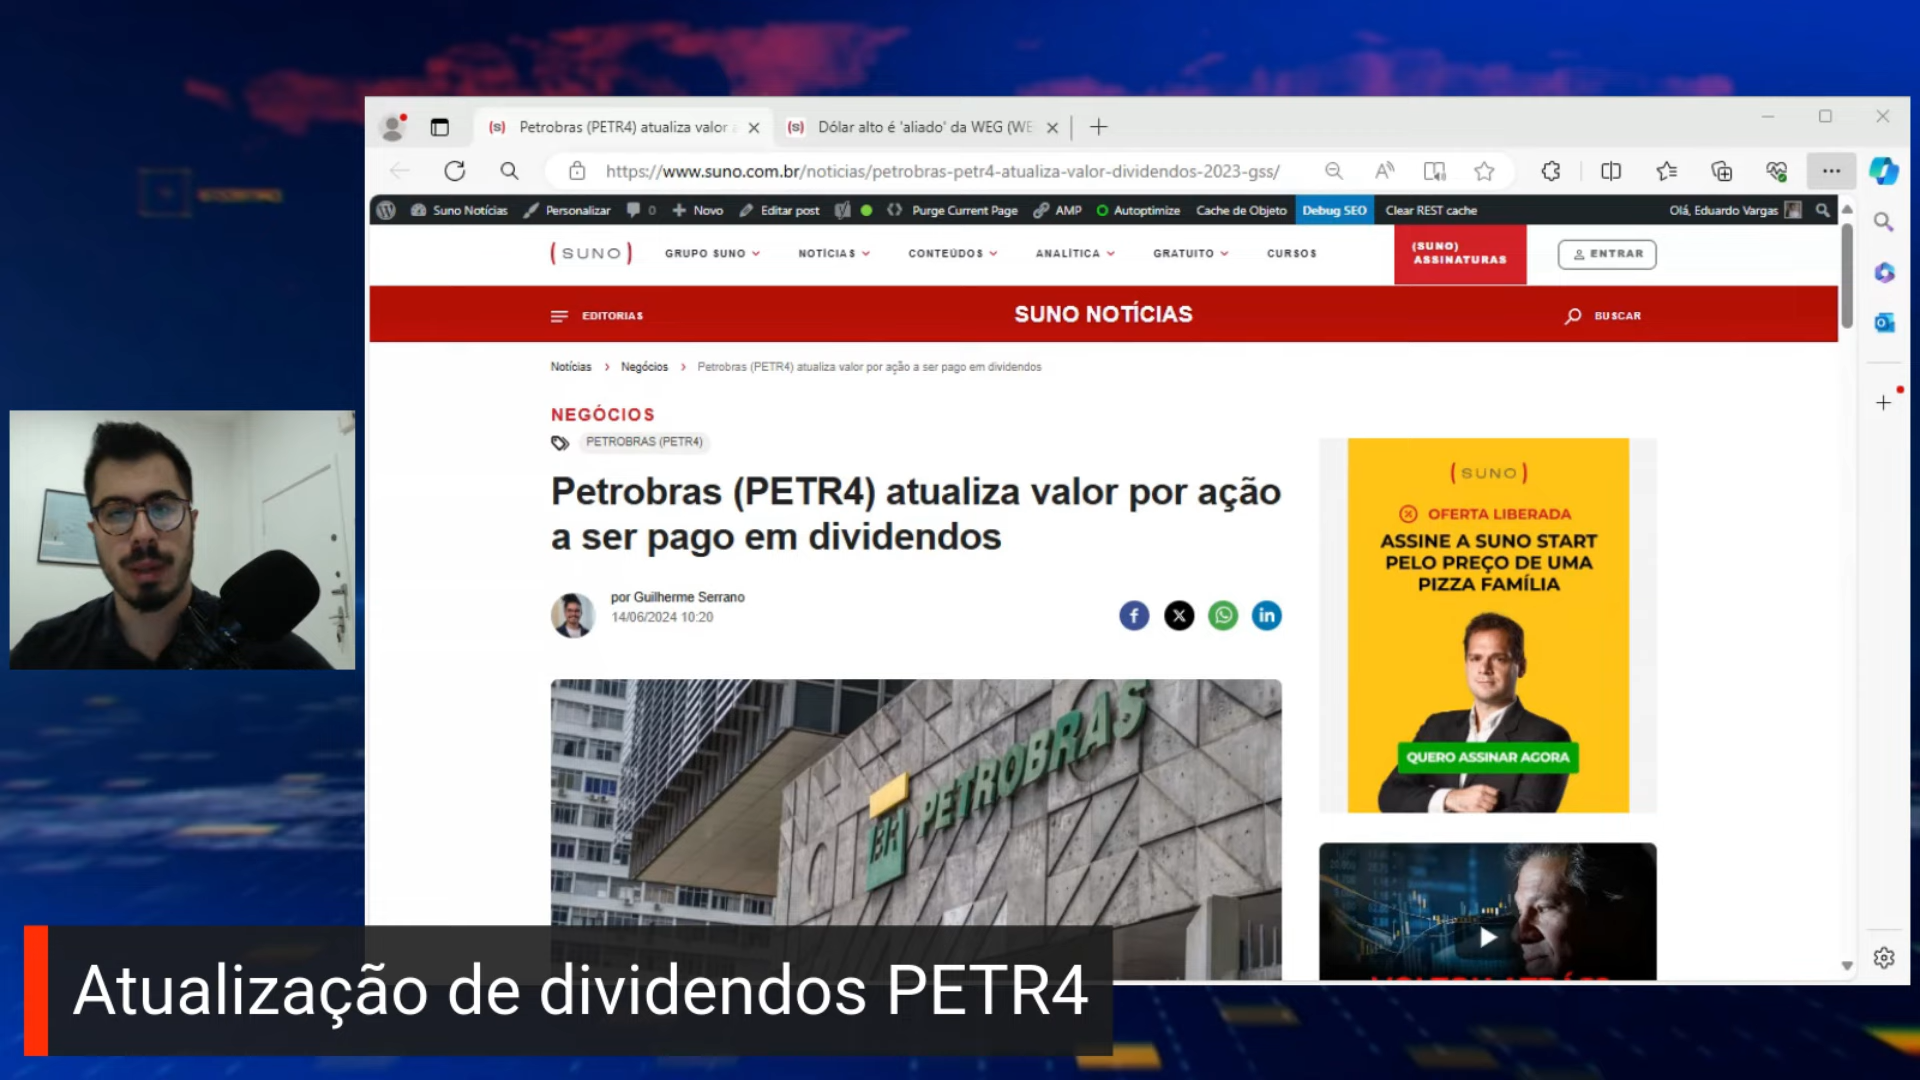 Petrobras (PETR4) atualiza valor
Dólar alto é 'aliado' da WEG (WE
https://www.suno.com.br/noticias/petrobras-petr4-atualiza-valor-dividendos-2023-gss/
Suno Notícias
Personalizar
0
Novo
Editar post
Purge Current Page
AMP
Autoptimize
Cache de Objeto
Debug SEO
Clear REST cache
Olá, Eduardo Vargas
(SUNO)
GRUPO SUNO
NOTÍCIAS
CONTEÚDOS
ANALÍTICA
GRATUITO
CURSOS
(SUNO)
ASSINATURAS
ENTRAR
EDITORIAS
SUNO NOTÍCIAS
BUSCAR
Notícias > Negócios > Petrobras (PETR4) atualiza valor por ação a ser pago em dividendos
NEGÓCIOS
PETROBRAS (PETR4)
Petrobras (PETR4) atualiza valor por ação
a ser pago em dividendos
por Guilherme Serrano
14/06/2024 10:20
(SUNO)
OFERTA LIBERADA
ASSINE A SUNO START
PELO PREÇO DE UMA
PIZZA FAMÍLIA
QUERO ASSINAR AGORA
BR PETROBRAS
Atualização de dividendos PETR4